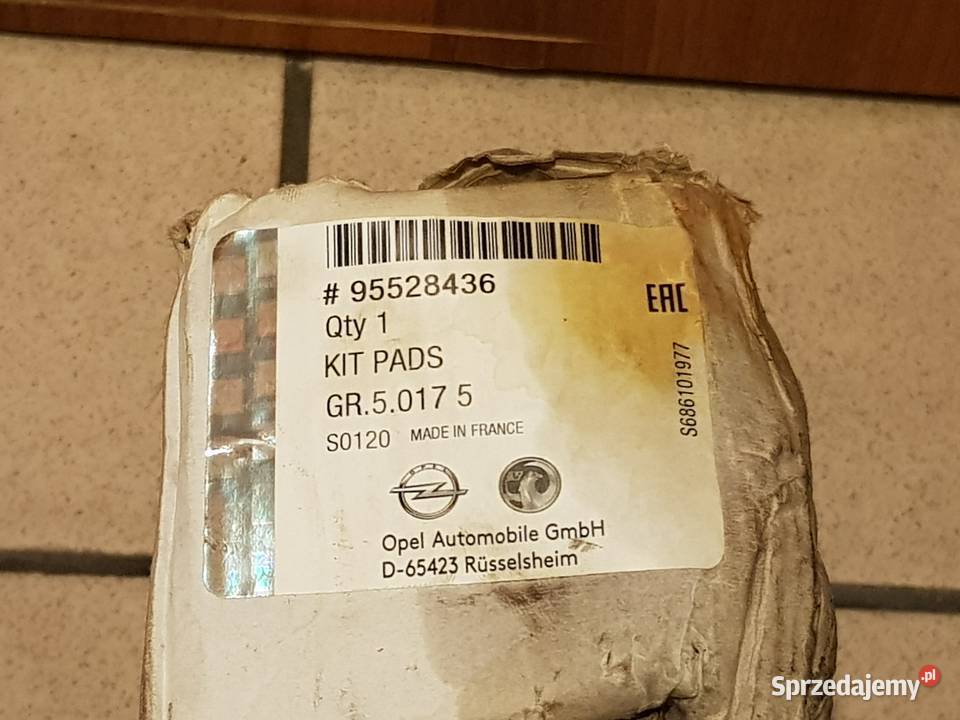 # 95528436
Qty 1
KIT PADS
GR.5.017 5
S0120 MADE IN FRANCE
EAC
S686101977
OPEL
Opel Automobile GmbH
D-65423 Rüsselsheim
Sprzedajemy.pl